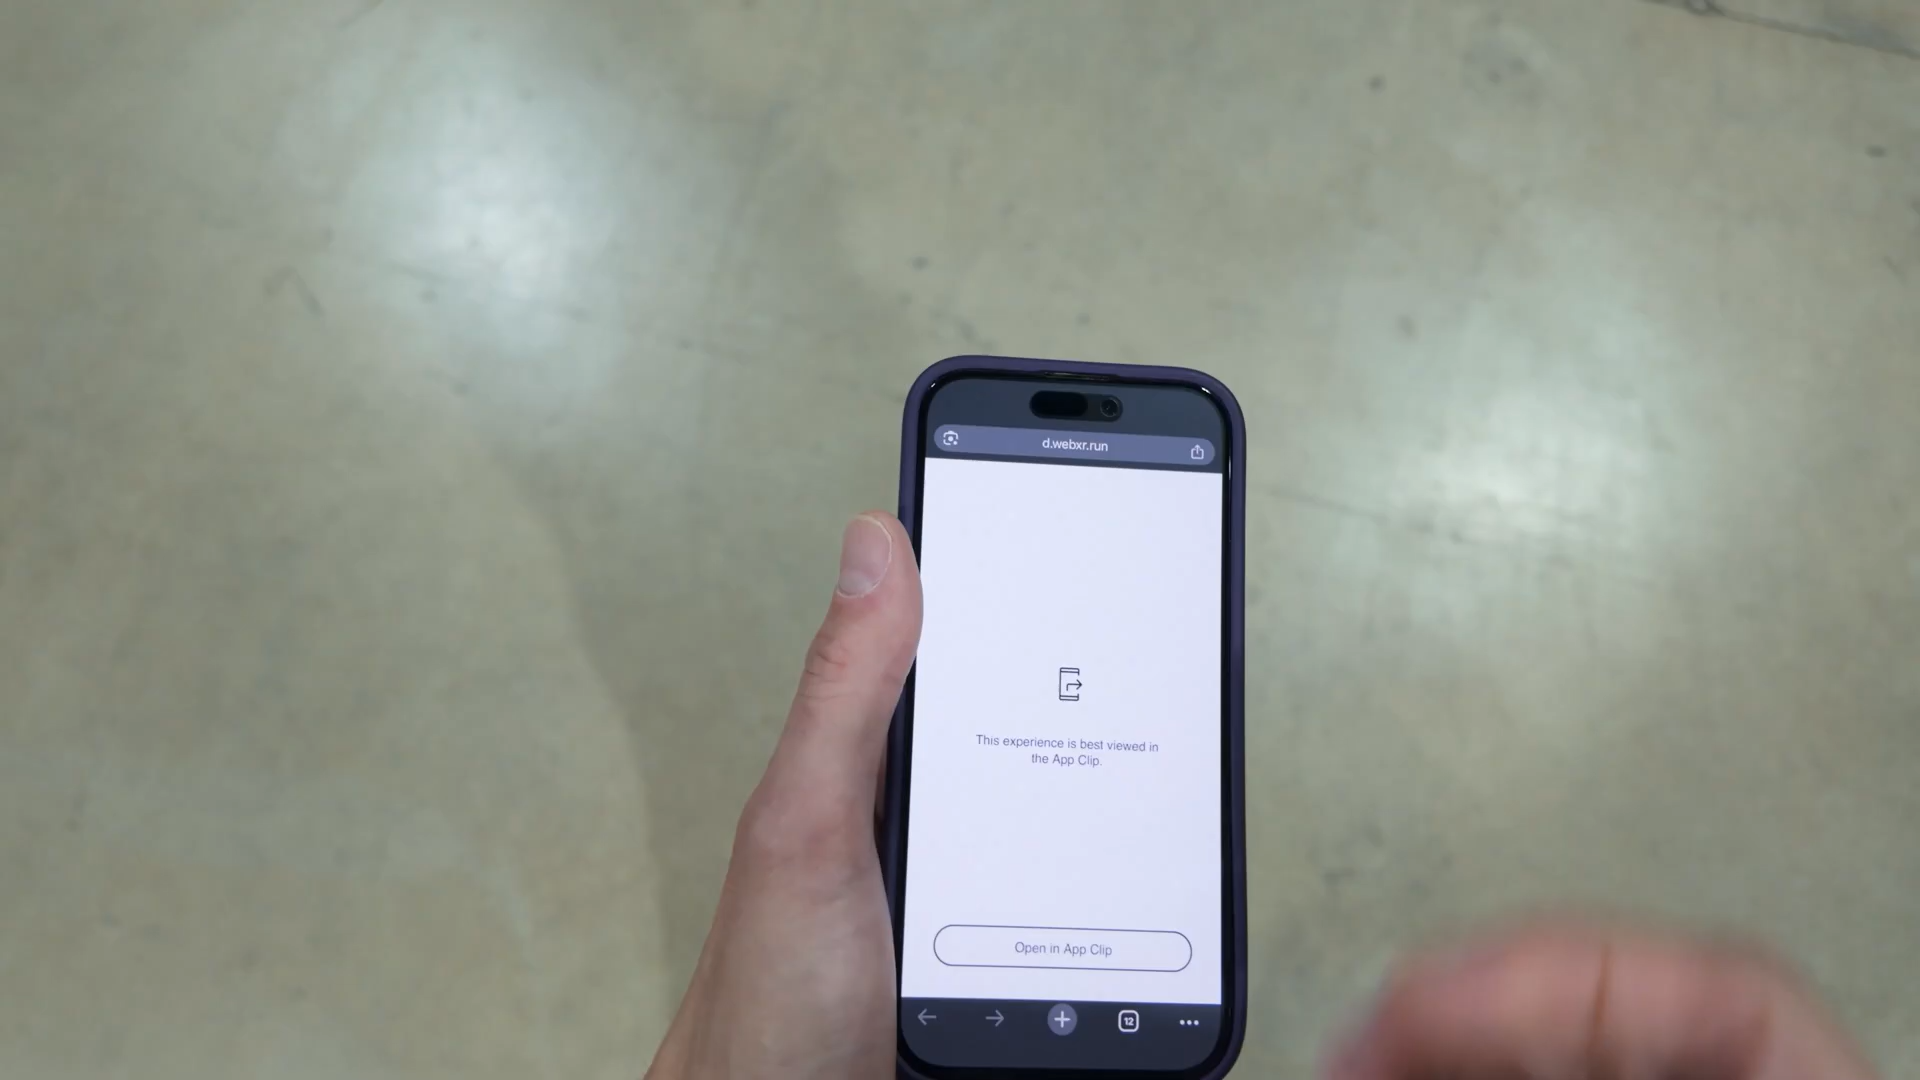 d.webxr.run
This experience is best viewed in
the App Clip.
Open in App Clip
12